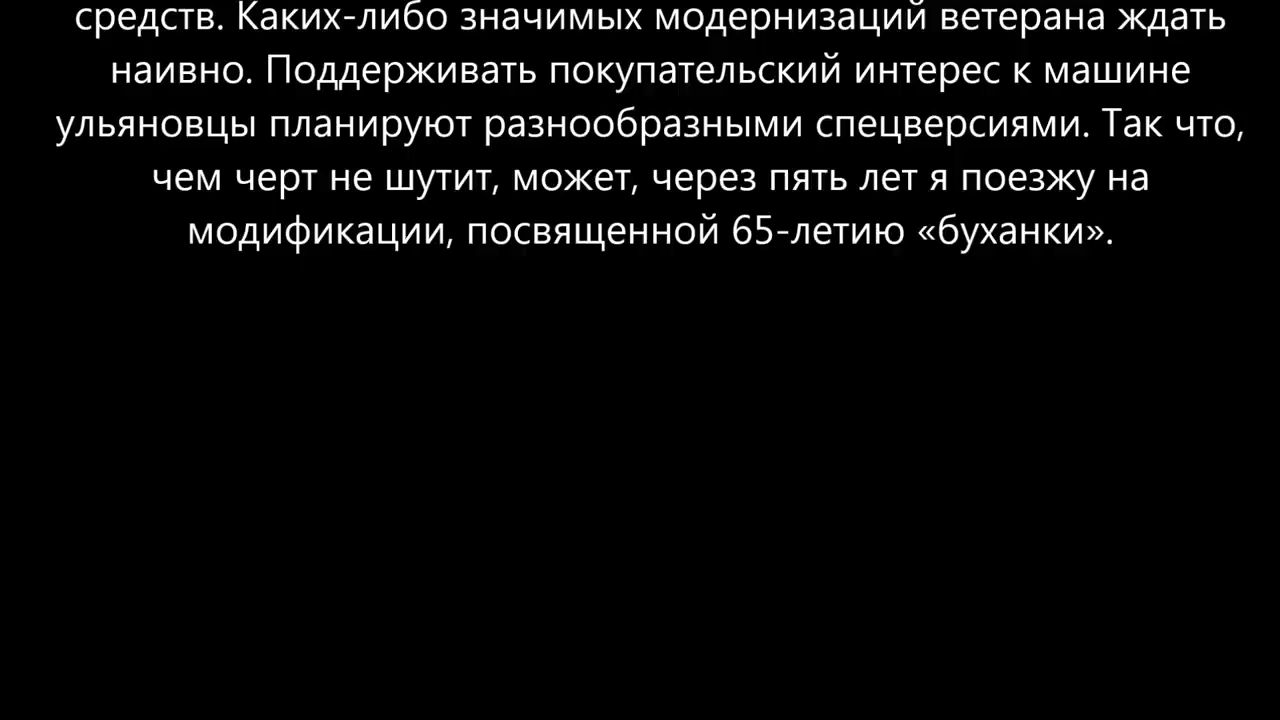 средств. Каких-либо значимых модернизаций ветерана ждать
наивно. Поддерживать покупательский интерес к машине
ульяновцы планируют разнообразными спецверсиями. Так что,
чем черт не шутит, может, через пять лет я поезжу на
модификации, посвященной 65-летию «буханки».